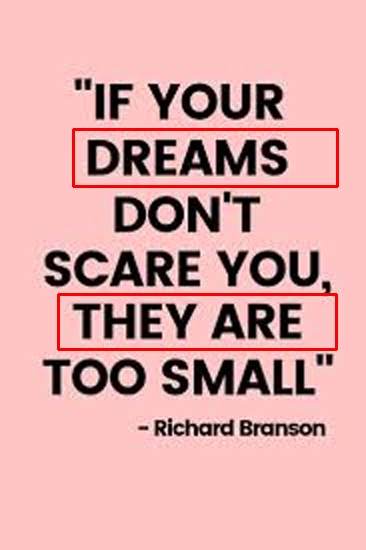 "IF YOUR
DREAMS
DON'T
SCARE YOU,
THEY ARE
TOO SMALL"
- Richard Branson